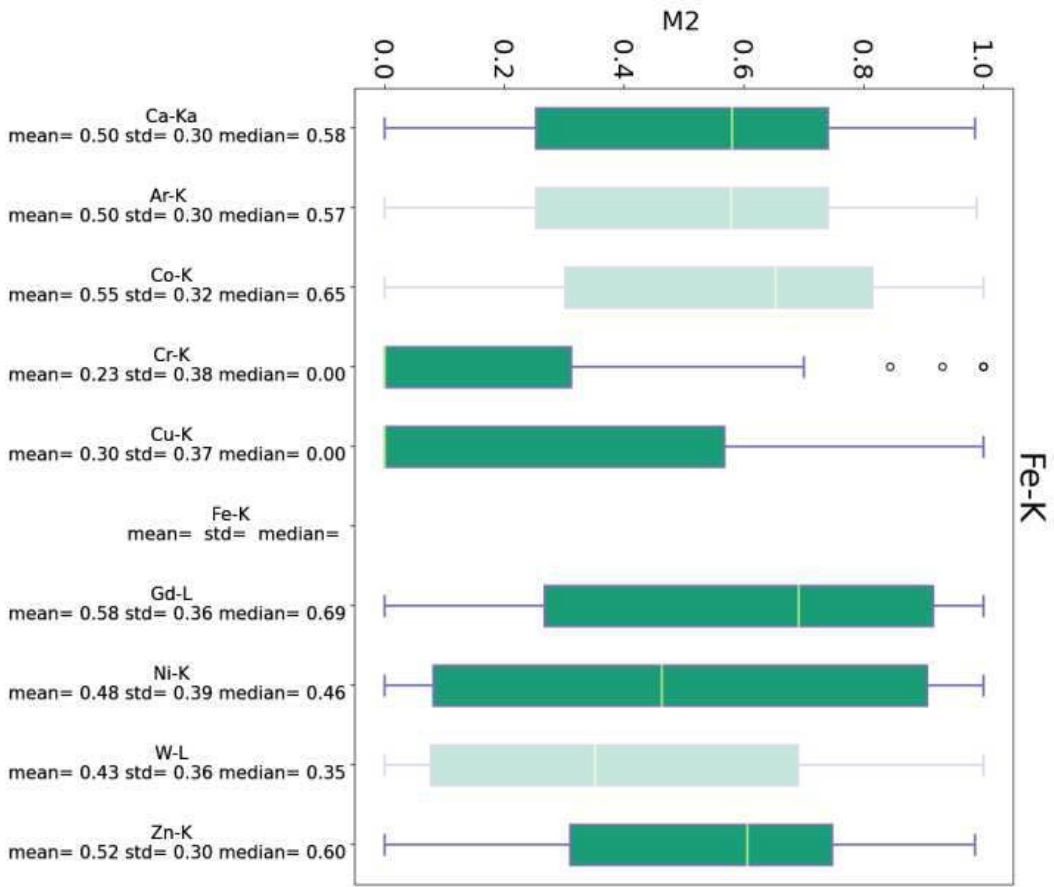 M2
0.0 0.2 0.4 0.6 0.8 1.0
Ca-Ka
mean= 0.50 std= 0.30 median= 0.58
Ar-K
mean= 0.50 std= 0.30 median= 0.57
Co-K
mean= 0.55 std= 0.32 median= 0.65
Cr-K
mean= 0.23 std= 0.38 median= 0.00
Cu-K
mean= 0.30 std= 0.37 median= 0.00
Fe-K
mean= std= median=
Gd-L
mean= 0.58 std= 0.36 median= 0.69
Ni-K
mean= 0.48 std= 0.39 median= 0.46
W-L
mean= 0.43 std= 0.36 median= 0.35
Zn-K
mean= 0.52 std= 0.30 median= 0.60
Fe-K